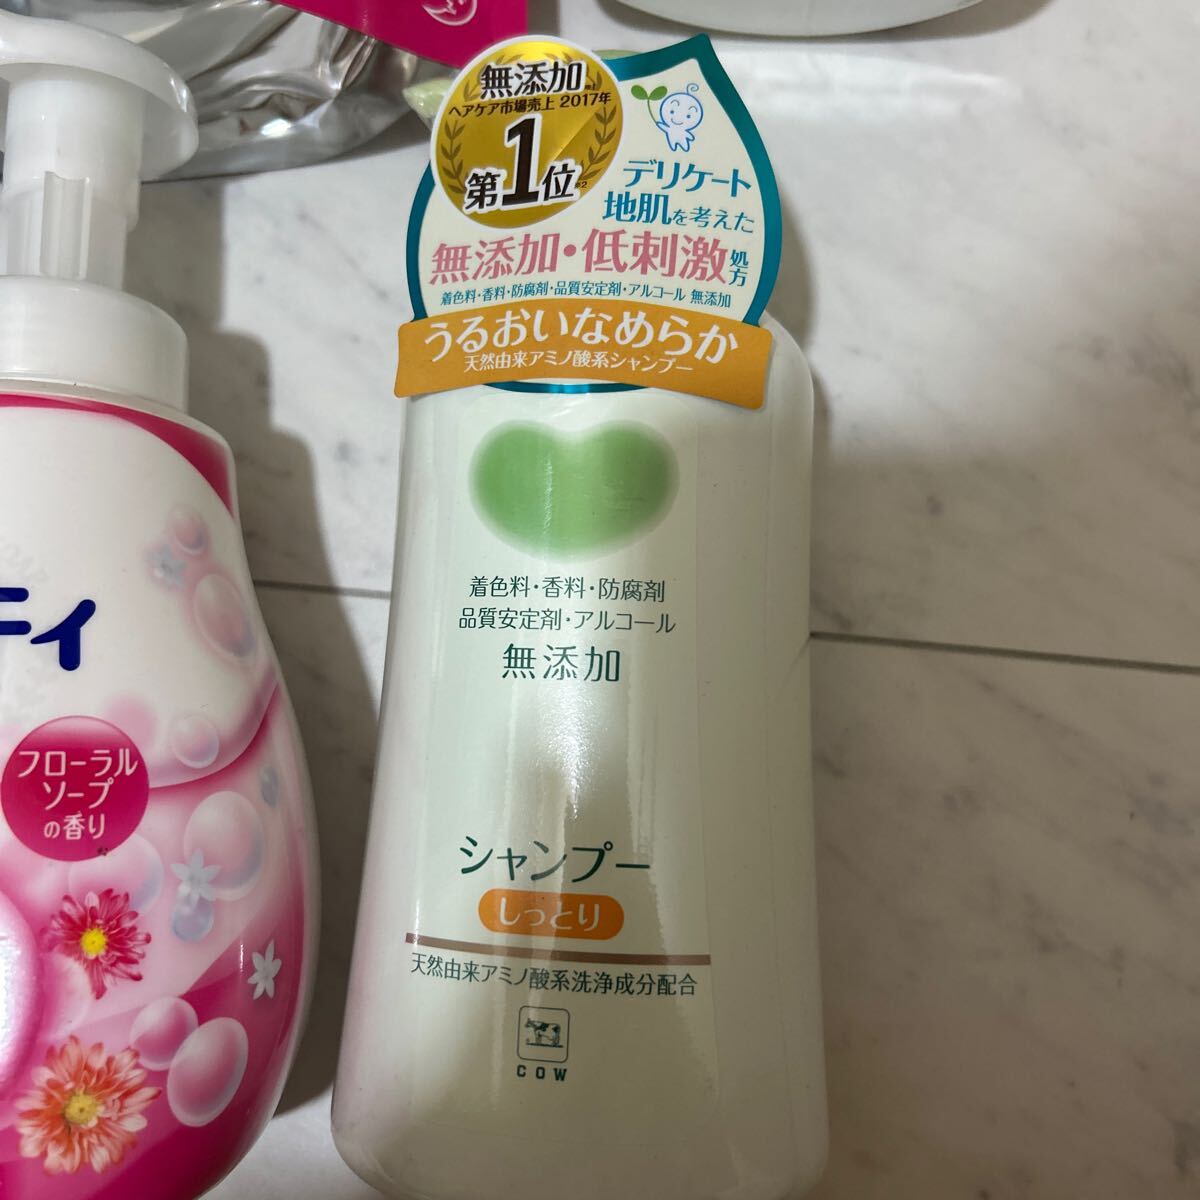 無添加※1
ヘアケア市場売上 2017年
第1位※2
デリケート
地肌を考えた
無添加・低刺激処方
着色料・香料・防腐剤・品質安定剤・アルコール 無添加
うるおいなめらか
天然由来アミノ酸系シャンプー
着色料・香料・防腐剤
品質安定剤・アルコール
無添加
シャンプー
しっとり
天然由来アミノ酸系洗浄成分配合
COW
ティ
フローラル
ソープ
の香り